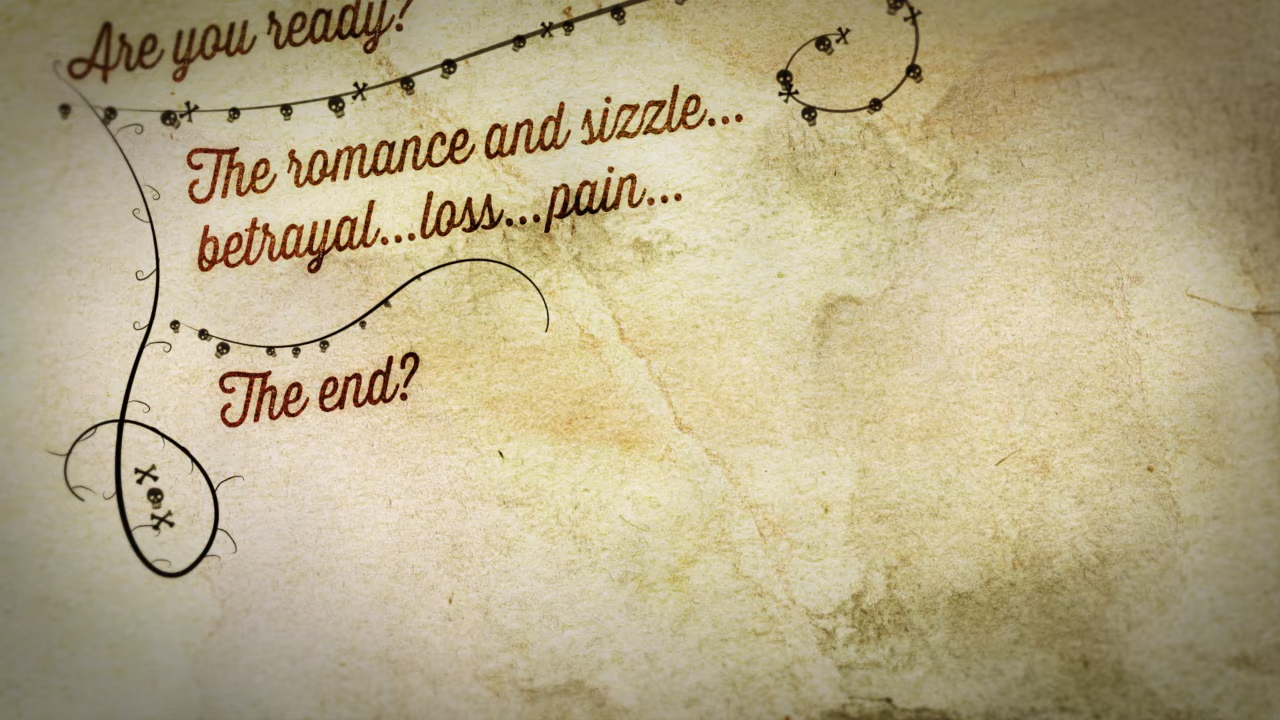 Are you ready?
The romance and sizzle...
betrayal...loss...pain...
The end?